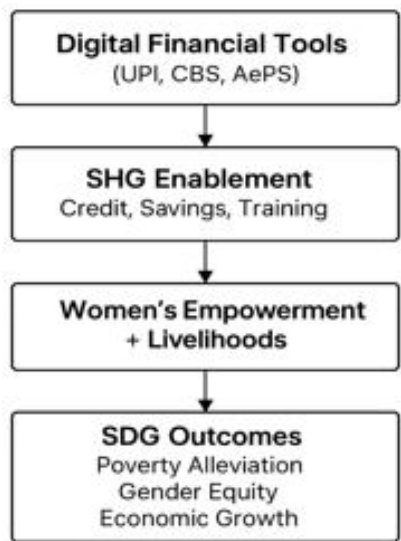 Digital Financial Tools
(UPI, CBS, AePS)
SHG Enablement
Credit, Savings, Training
Women's Empowerment
+ Livelihoods
SDG Outcomes
Poverty Alleviation
Gender Equity
Economic Growth